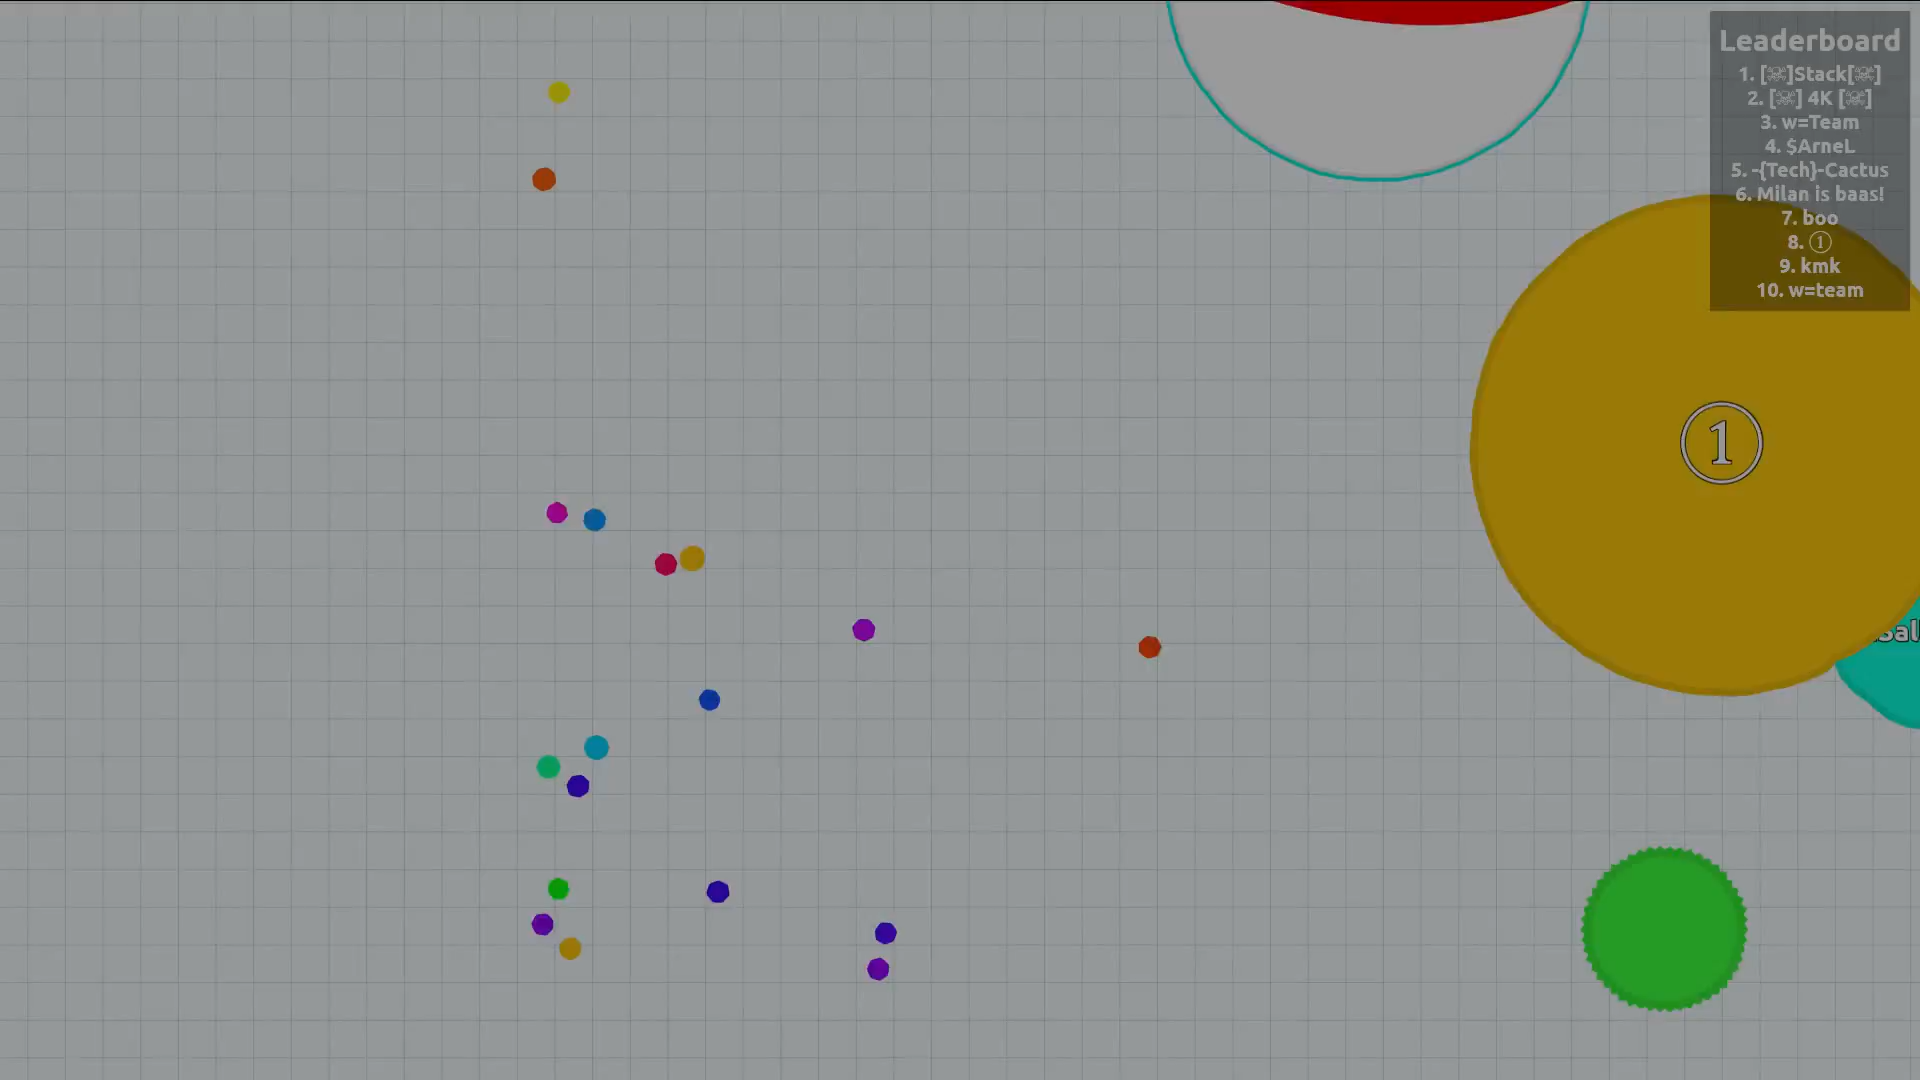 Leaderboard
1. [☠]Stack[☠]
2. [☠] 4K [☠]
3. w=Team
4. $ArneL
5. -{Tech}-Cactus
6. Milan is baas!
7. boo
8. ①
9. kmk
10. w=team
①